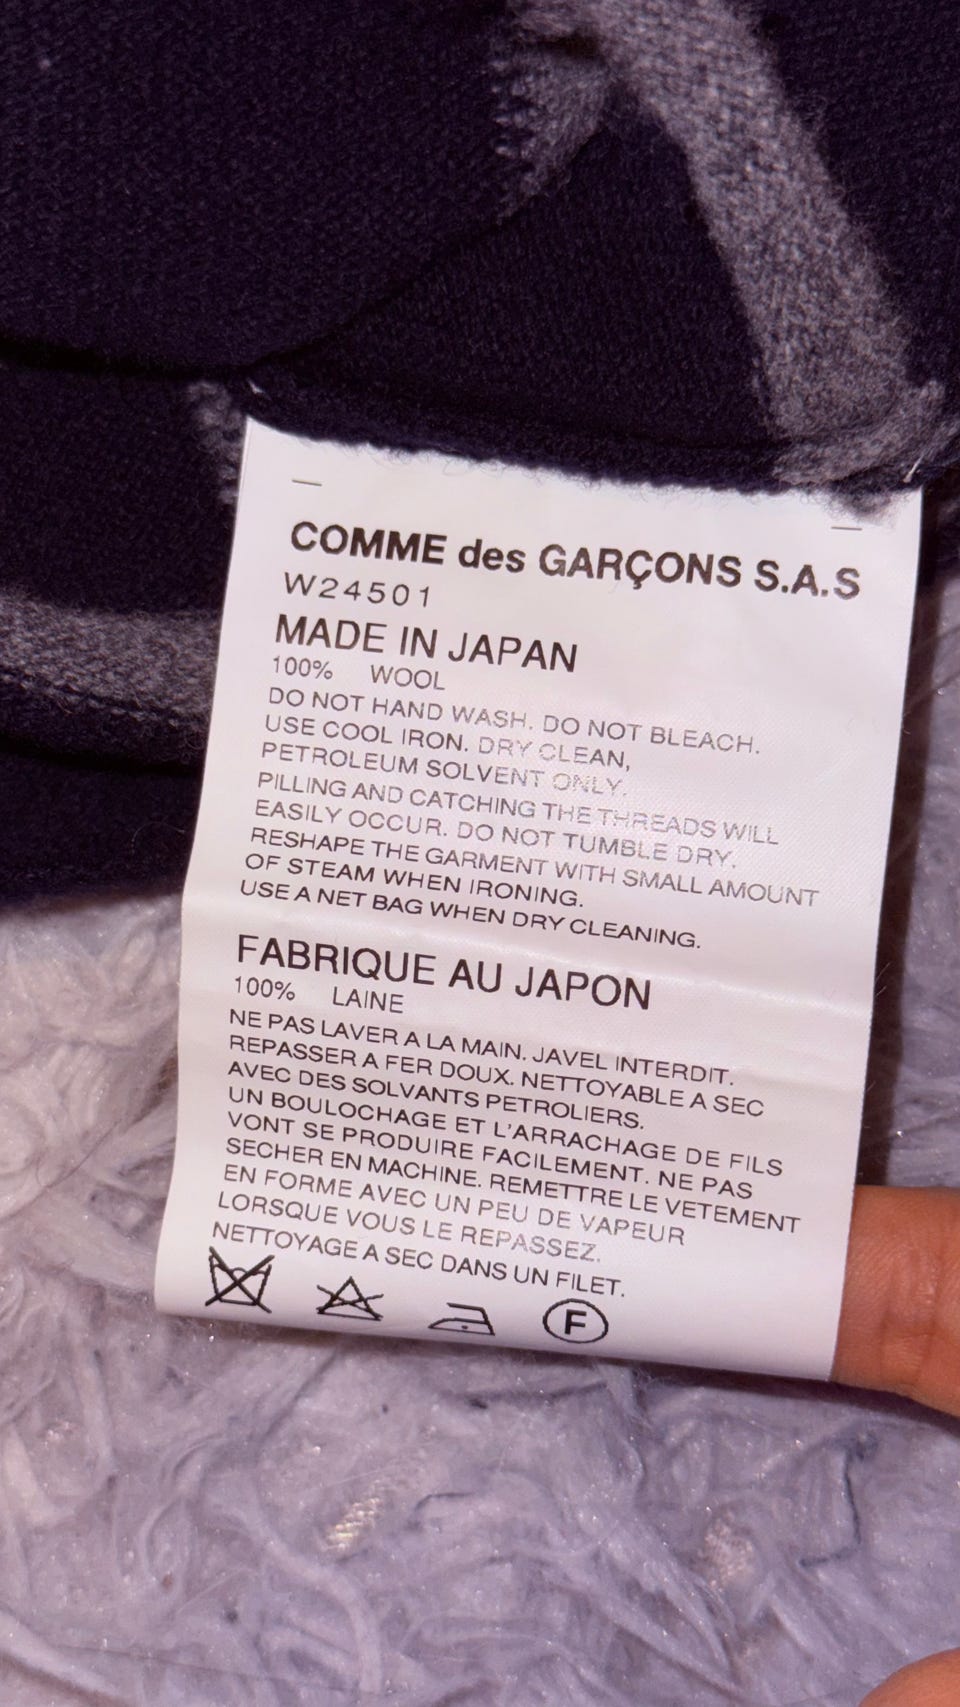 COMME des GARÇONS S.A.S
W24501
MADE IN JAPAN
100% WOOL
DO NOT HAND WASH. DO NOT BLEACH.
USE COOL IRON. DRY CLEAN,
PETROLEUM SOLVENT ONLY.
PILLING AND CATCHING THE THREADS WILL
EASILY OCCUR. DO NOT TUMBLE DRY.
RESHAPE THE GARMENT WITH SMALL AMOUNT
OF STEAM WHEN IRONING.
USE A NET BAG WHEN DRY CLEANING.
FABRIQUE AU JAPON
100% LAINE
NE PAS LAVER A LA MAIN. JAVEL INTERDIT.
REPASSER A FER DOUX. NETTOYABLE A SEC
AVEC DES SOLVANTS PETROLIERS.
UN BOULOCHAGE ET L'ARRACHAGE DE FILS
VONT SE PRODUIRE FACILEMENT. NE PAS
SECHER EN MACHINE. REMETTRE LE VETEMENT
EN FORME AVEC UN PEU DE VAPEUR
LORSQUE VOUS LE REPASSEZ.
NETTOYAGE A SEC DANS UN FILET.
F